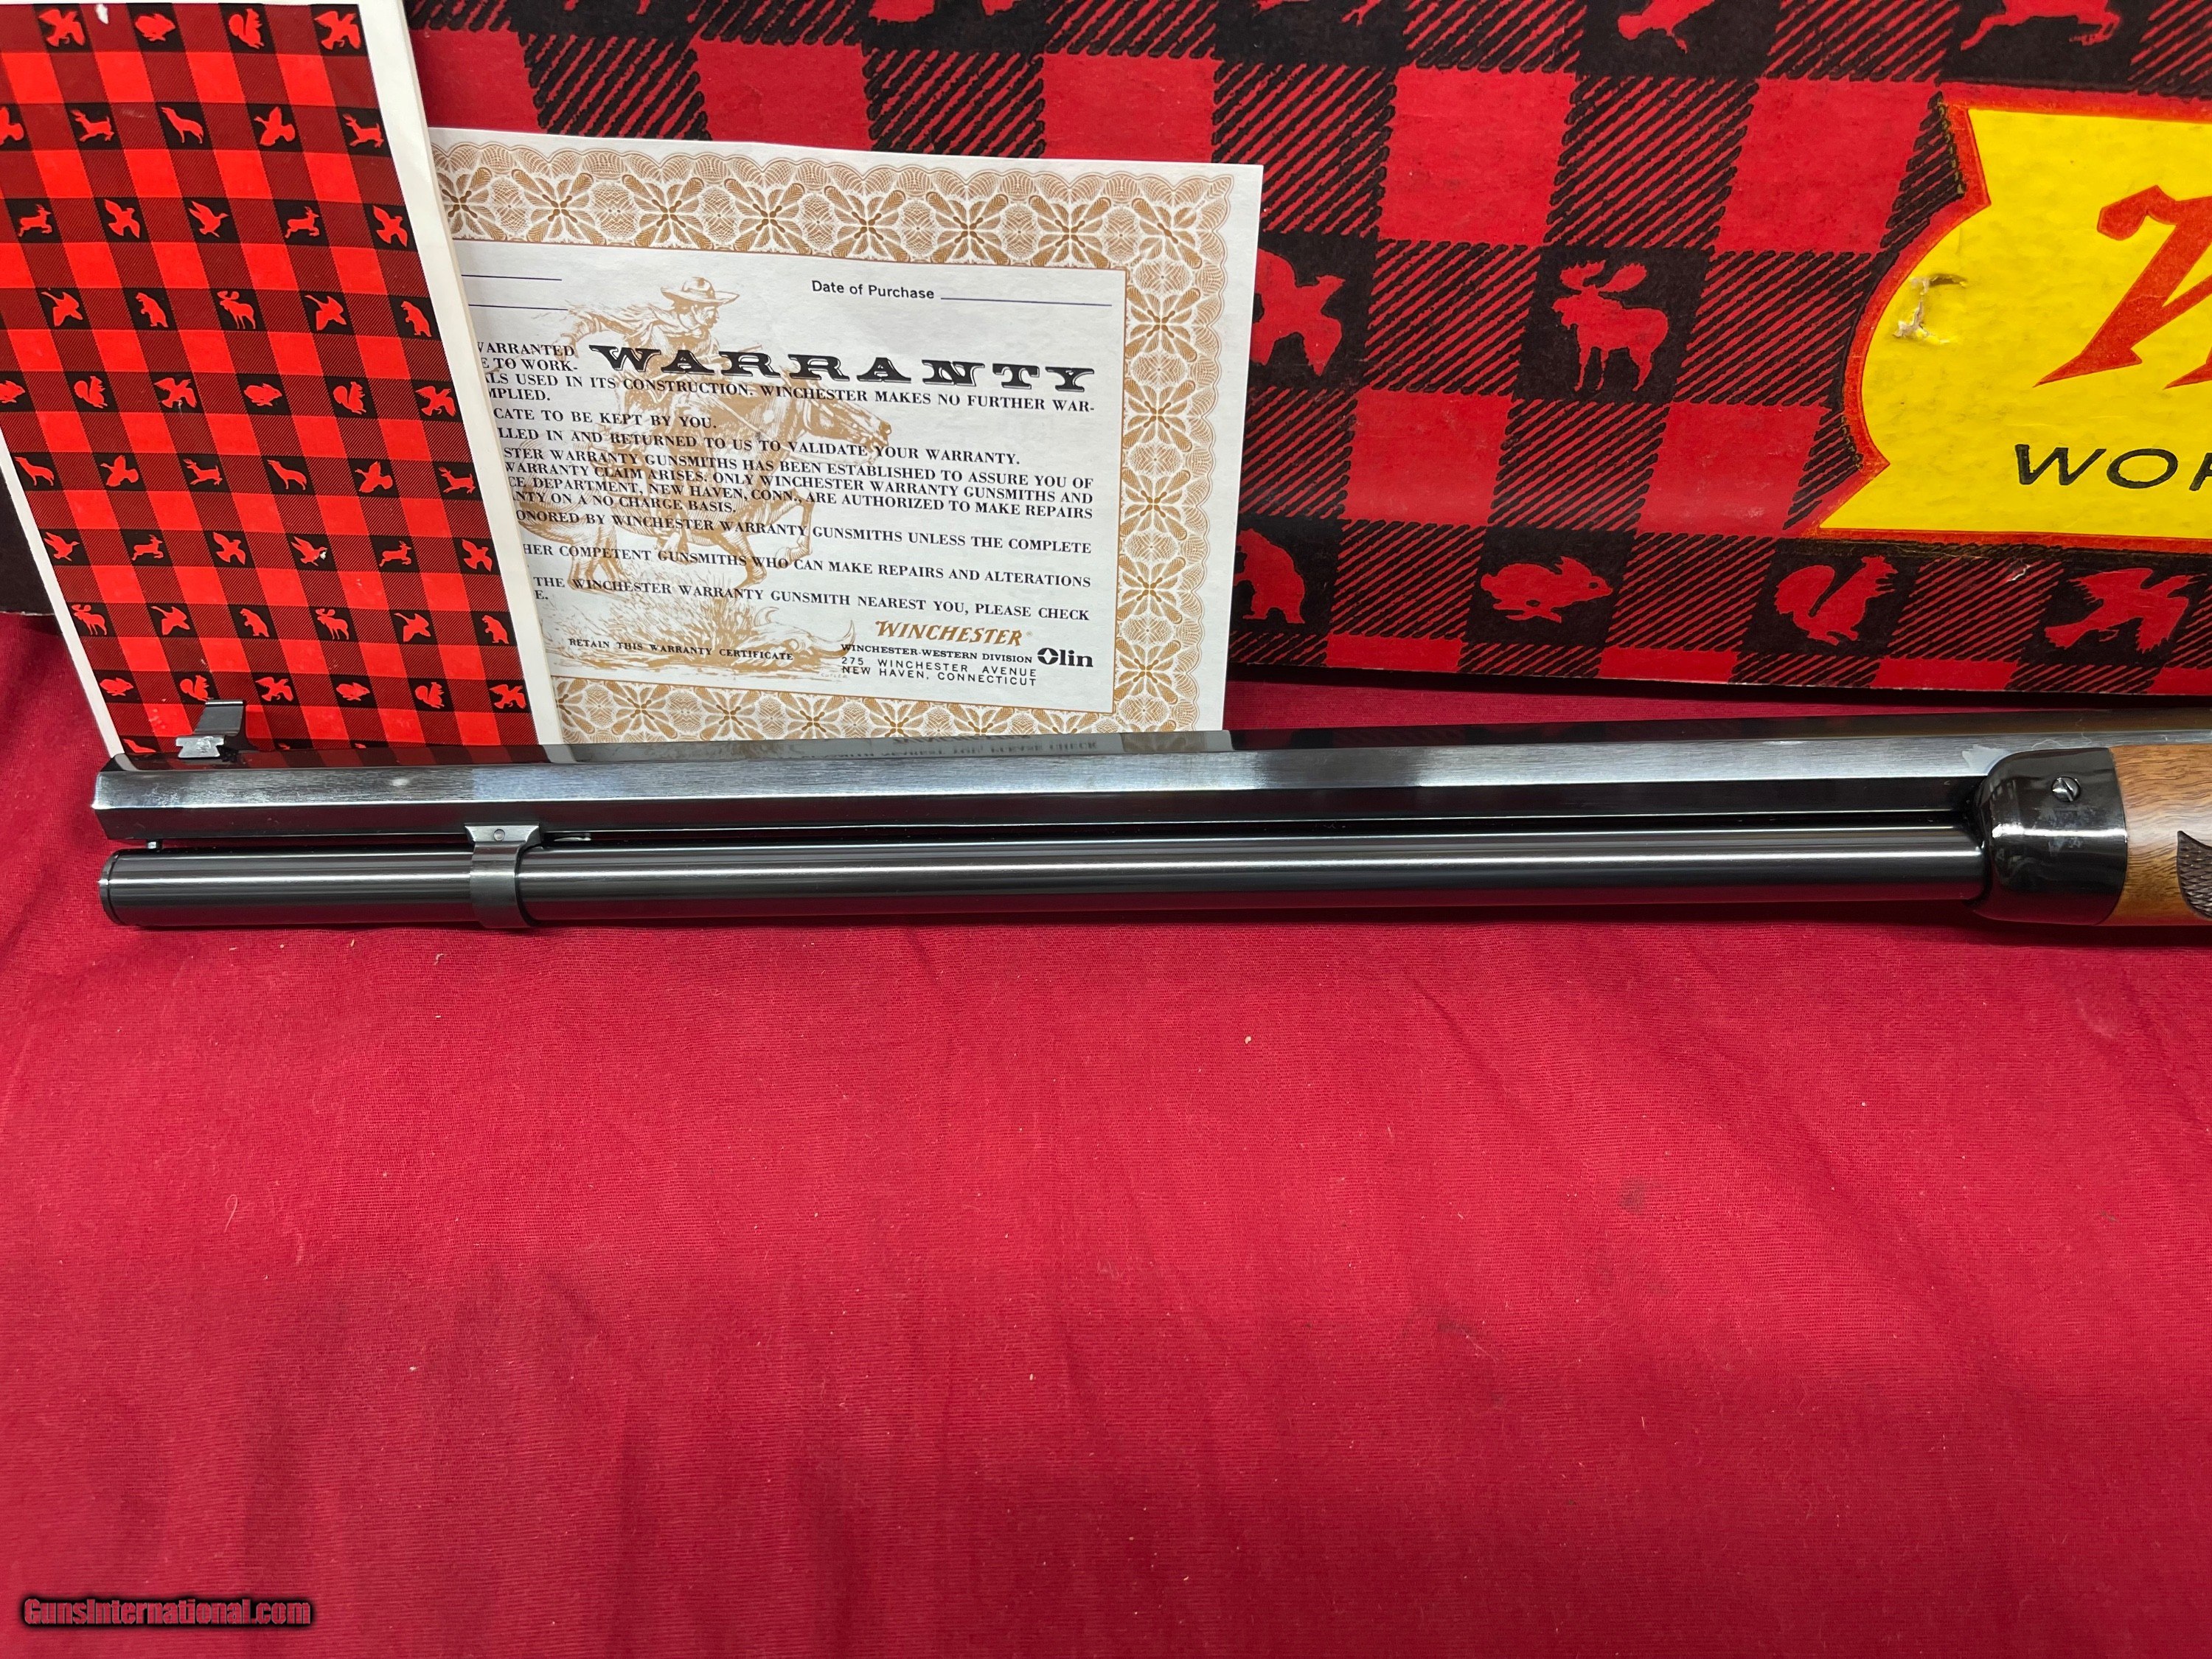 Date of Purchase
WARRANTY
WARRANTED
E TO WORK-
LS USED IN ITS CONSTRUCTION. WINCHESTER MAKES NO FURTHER WAR-
MPLIED.
CATE TO BE KEPT BY YOU.
LLED IN AND RETURNED TO US TO VALIDATE YOUR WARRANTY.
STER WARRANTY GUNSMITHS HAS BEEN ESTABLISHED TO ASSURE YOU OF
WARRANTY CLAIM ARISES. ONLY WINCHESTER WARRANTY GUNSMITHS AND
CE DEPARTMENT, NEW HAVEN, CONN., ARE AUTHORIZED TO MAKE REPAIRS
NTY ON A NO CHARGE BASIS.
ONORED BY WINCHESTER WARRANTY GUNSMITHS UNLESS THE COMPLETE
HER COMPETENT GUNSMITHS WHO CAN MAKE REPAIRS AND ALTERATIONS
THE WINCHESTER WARRANTY GUNSMITH NEAREST YOU, PLEASE CHECK
E.
RETAIN THIS WARRANTY CERTIFICATE
WINCHESTER
WINCHESTER-WESTERN DIVISION Olin
275 WINCHESTER AVENUE
NEW HAVEN, CONNECTICUT
WOR
GunsInternational.com